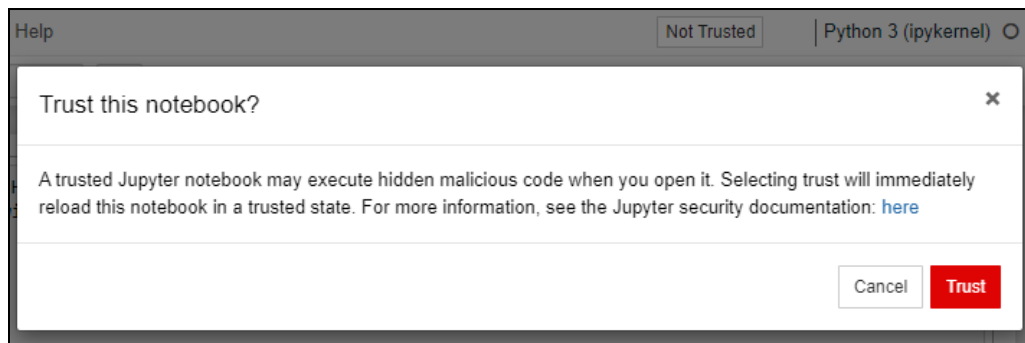 Help
Not Trusted
Python 3 (ipykernel)
Trust this notebook?
A trusted Jupyter notebook may execute hidden malicious code when you open it. Selecting trust will immediately
reload this notebook in a trusted state. For more information, see the Jupyter security documentation: here
Cancel
Trust